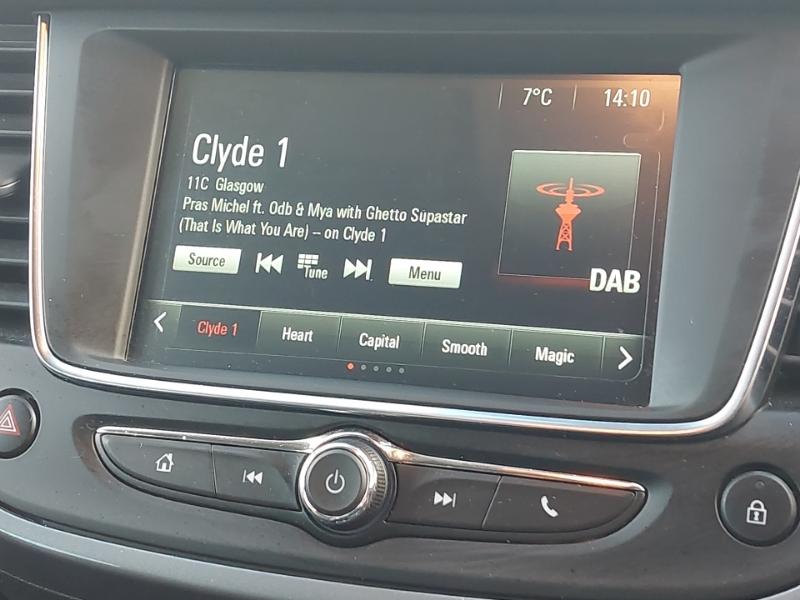 7°C 14:10
Clyde 1
11C Glasgow
Pras Michel ft. Odb & Mya with Ghetto Supastar
(That Is What You Are) -- on Clyde 1
Source Tune Menu
DAB
Clyde 1 Heart Capital Smooth Magic